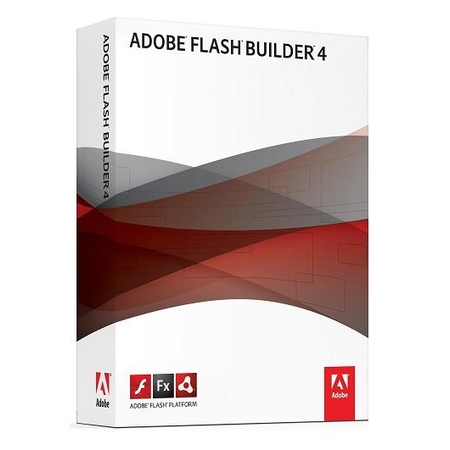 ADOBE® FLASH® BUILDER® 4
ADOBE FLASH BUILDER 4
Fx
ADOBE® FLASH® PLATFORM
Adobe
Adobe